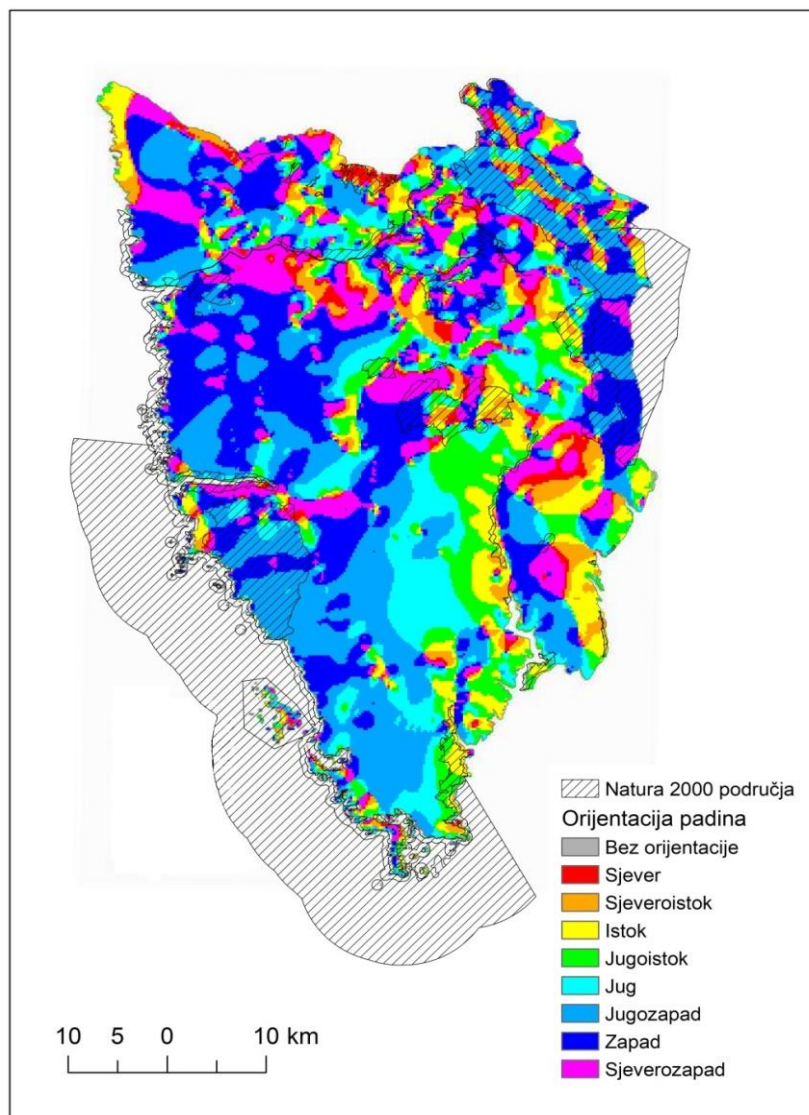 Natura 2000 područja
Orijentacija padina
Bez orijentacije
Sjever
Sjeveroistok
Istok
Jugoistok
Jug
Jugozapad
Zapad
Sjeverozapad
10 5 0 10 km